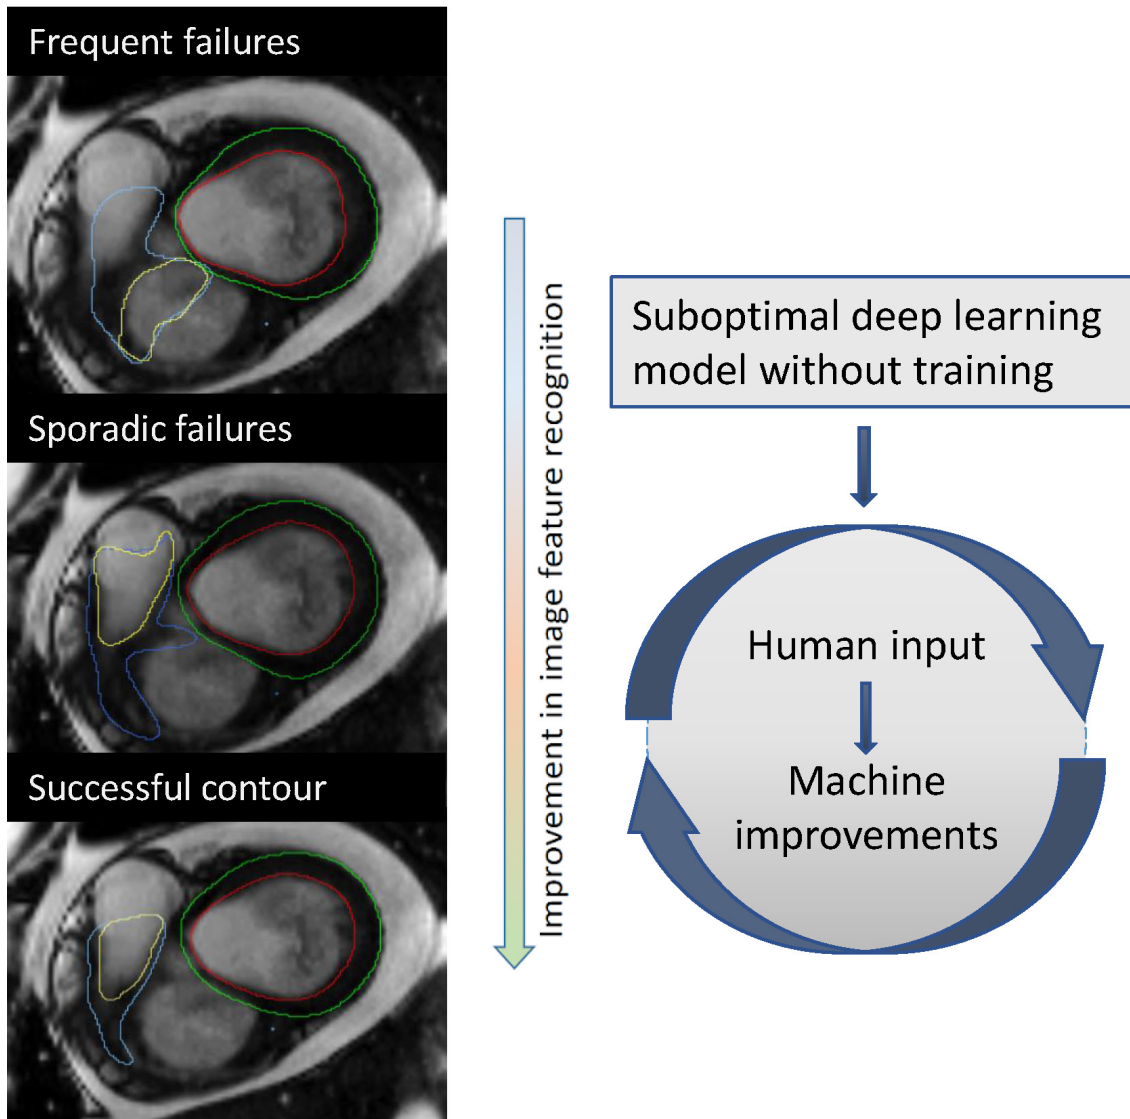 Frequent failures
Sporadic failures
Successful contour
Improvement in image feature recognition
Suboptimal deep learning
model without training
Human input
Machine
improvements